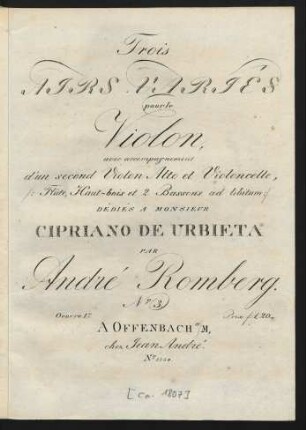 Trois
AIRS VARIÉS
pour le
Violon,
avec accompagnement
d'un second Violon Alto et Violoncelle,
Flûte, Haut-bois et 2 Bassons ad libitum
DÉDIÉS A MONSIEUR
CIPRIANO DE URBIETA
PAR
André Romberg.
Nº 3
Oeuvre 17 Prix f 1.20
A OFFENBACH s/M,
chez Jean André.
[ca. 1807]